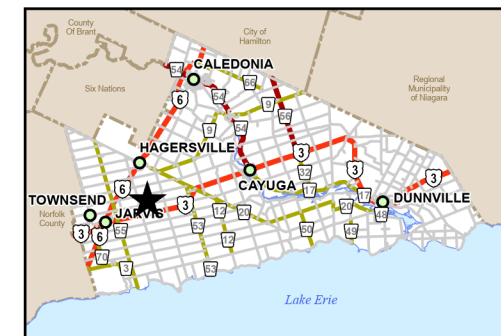 County
Of Brant
City of
Hamilton
CALEDONIA
54
66
Six Nations
6
54
Regional
Municipality
of Niagara
9
56
9
54
HAGERSVILLE
3
3
32
3
6
CAYUGA
17
17
DUNNVILLE
TOWNSEND
3
12
20
20
48
Norfolk
County
JARVIS
3
6
55
53
12
50
49
70
3
53
Lake Erie